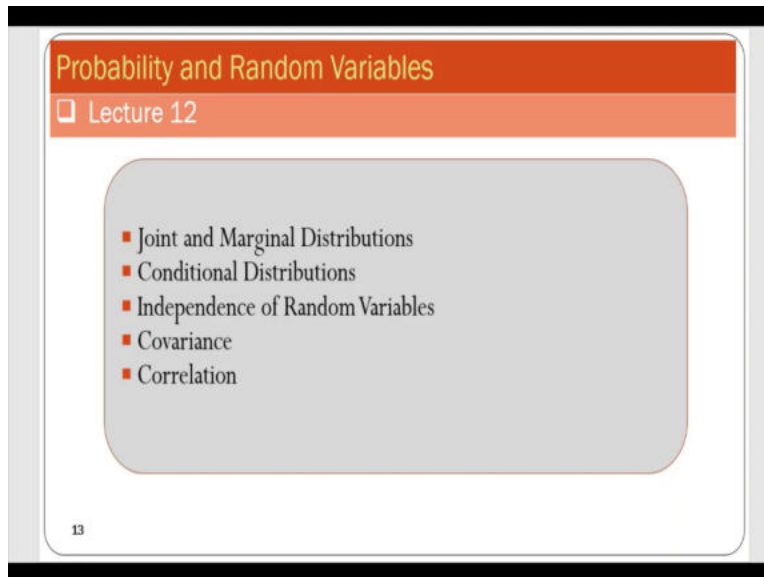 Probability and Random Variables
Lecture 12
Joint and Marginal Distributions
Conditional Distributions
Independence of Random Variables
Covariance
Correlation
13